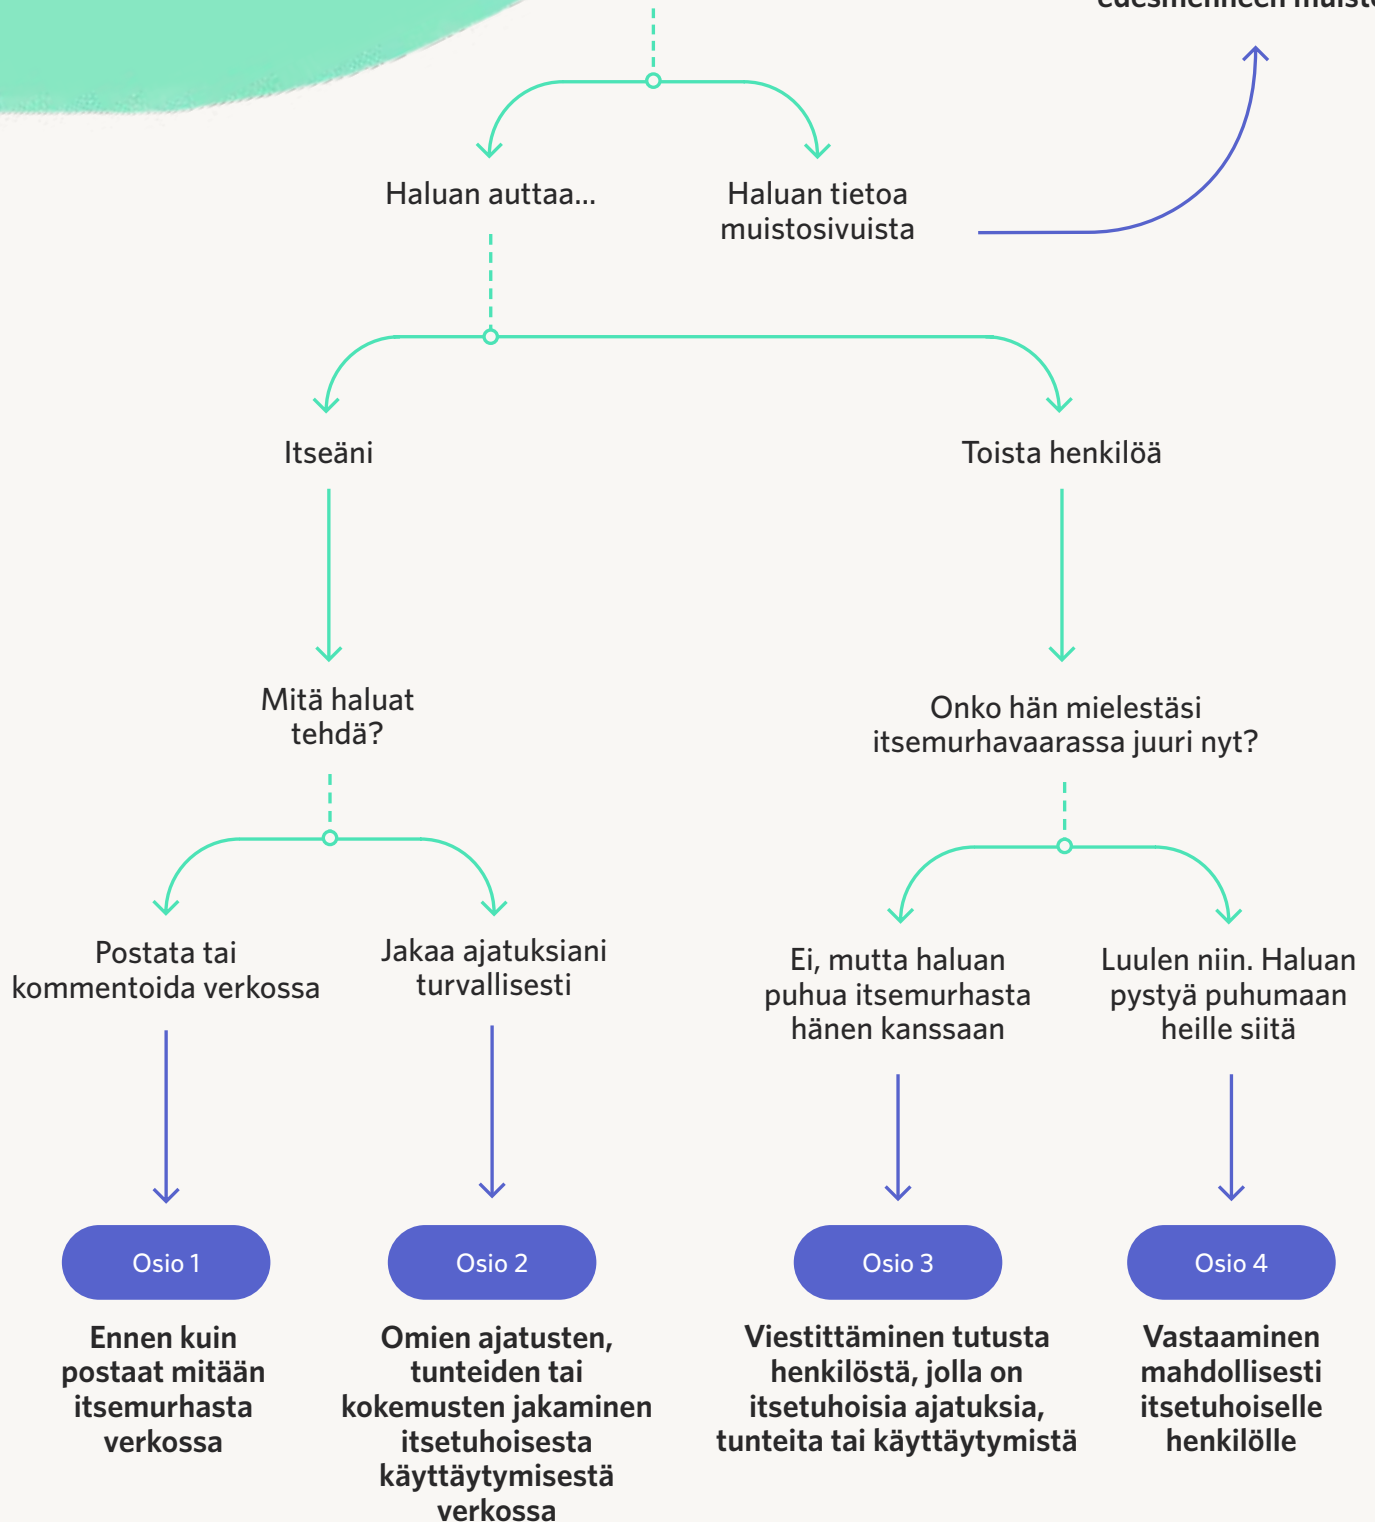 Haluan auttaa...
Haluan tietoa
muistosivuista
Itseäni
Toista henkilöä
Mitä haluat
tehdä?
Onko hän mielestäsi
itsemurhavaarassa juuri nyt?
Postata tai
kommentoida verkossa
Jakaa ajatuksiani
turvallisesti
Ei, mutta haluan
puhua itsemurhasta
hänen kanssaan
Luulen niin. Haluan
pystyä puhumaan
heille siitä
Osio 1
Ennen kuin
postaat mitään
itsemurhasta
verkossa
Osio 2
Omien ajatusten,
tunteiden tai
kokemusten jakaminen
itsetuhoisesta
käyttäytymisestä
verkossa
Osio 3
Viestittäminen tutusta
henkilöstä, jolla on
itsetuhoisia ajatuksia,
tunteita tai käyttäytymistä
Osio 4
Vastaaminen
mahdollisesti
itsetuhoiselle
henkilölle